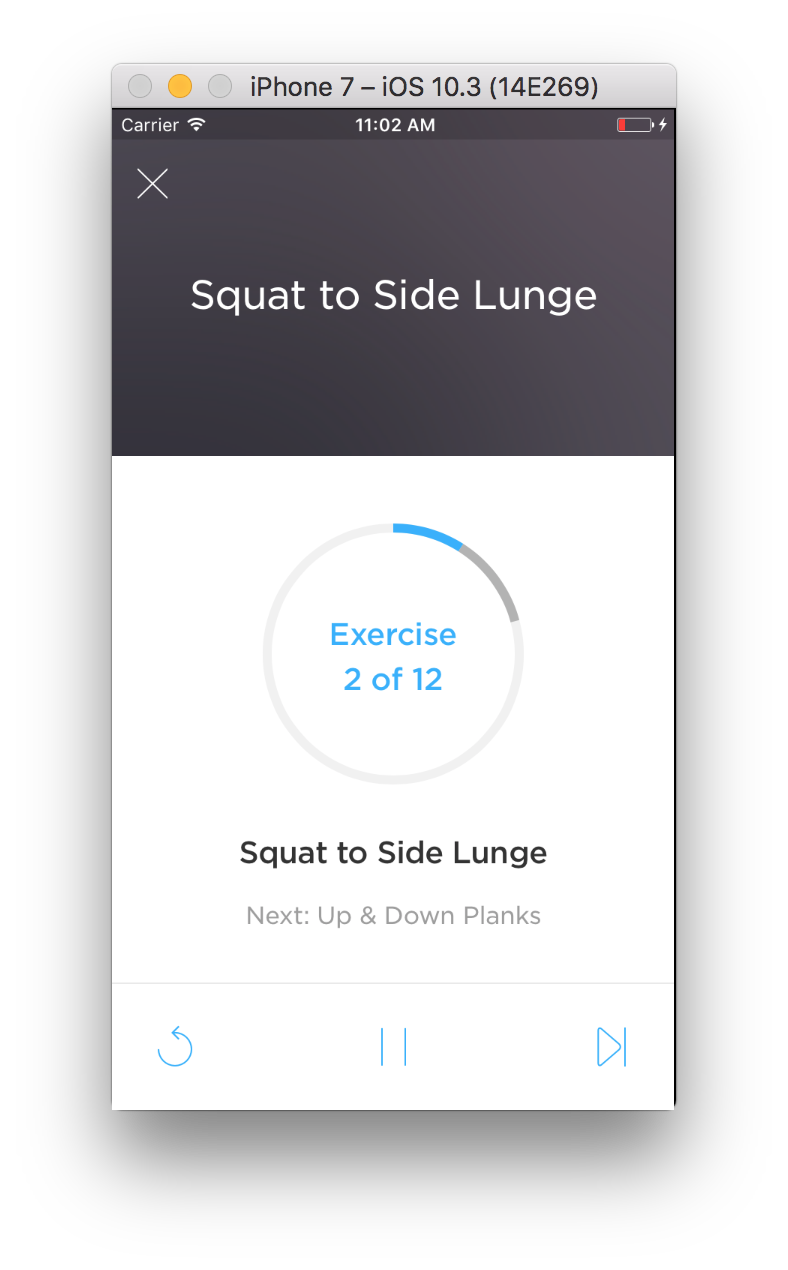 iPhone 7 – iOS 10.3 (14E269)
Carrier 11:02 AM
Squat to Side Lunge
Exercise
2 of 12
Squat to Side Lunge
Next: Up & Down Planks